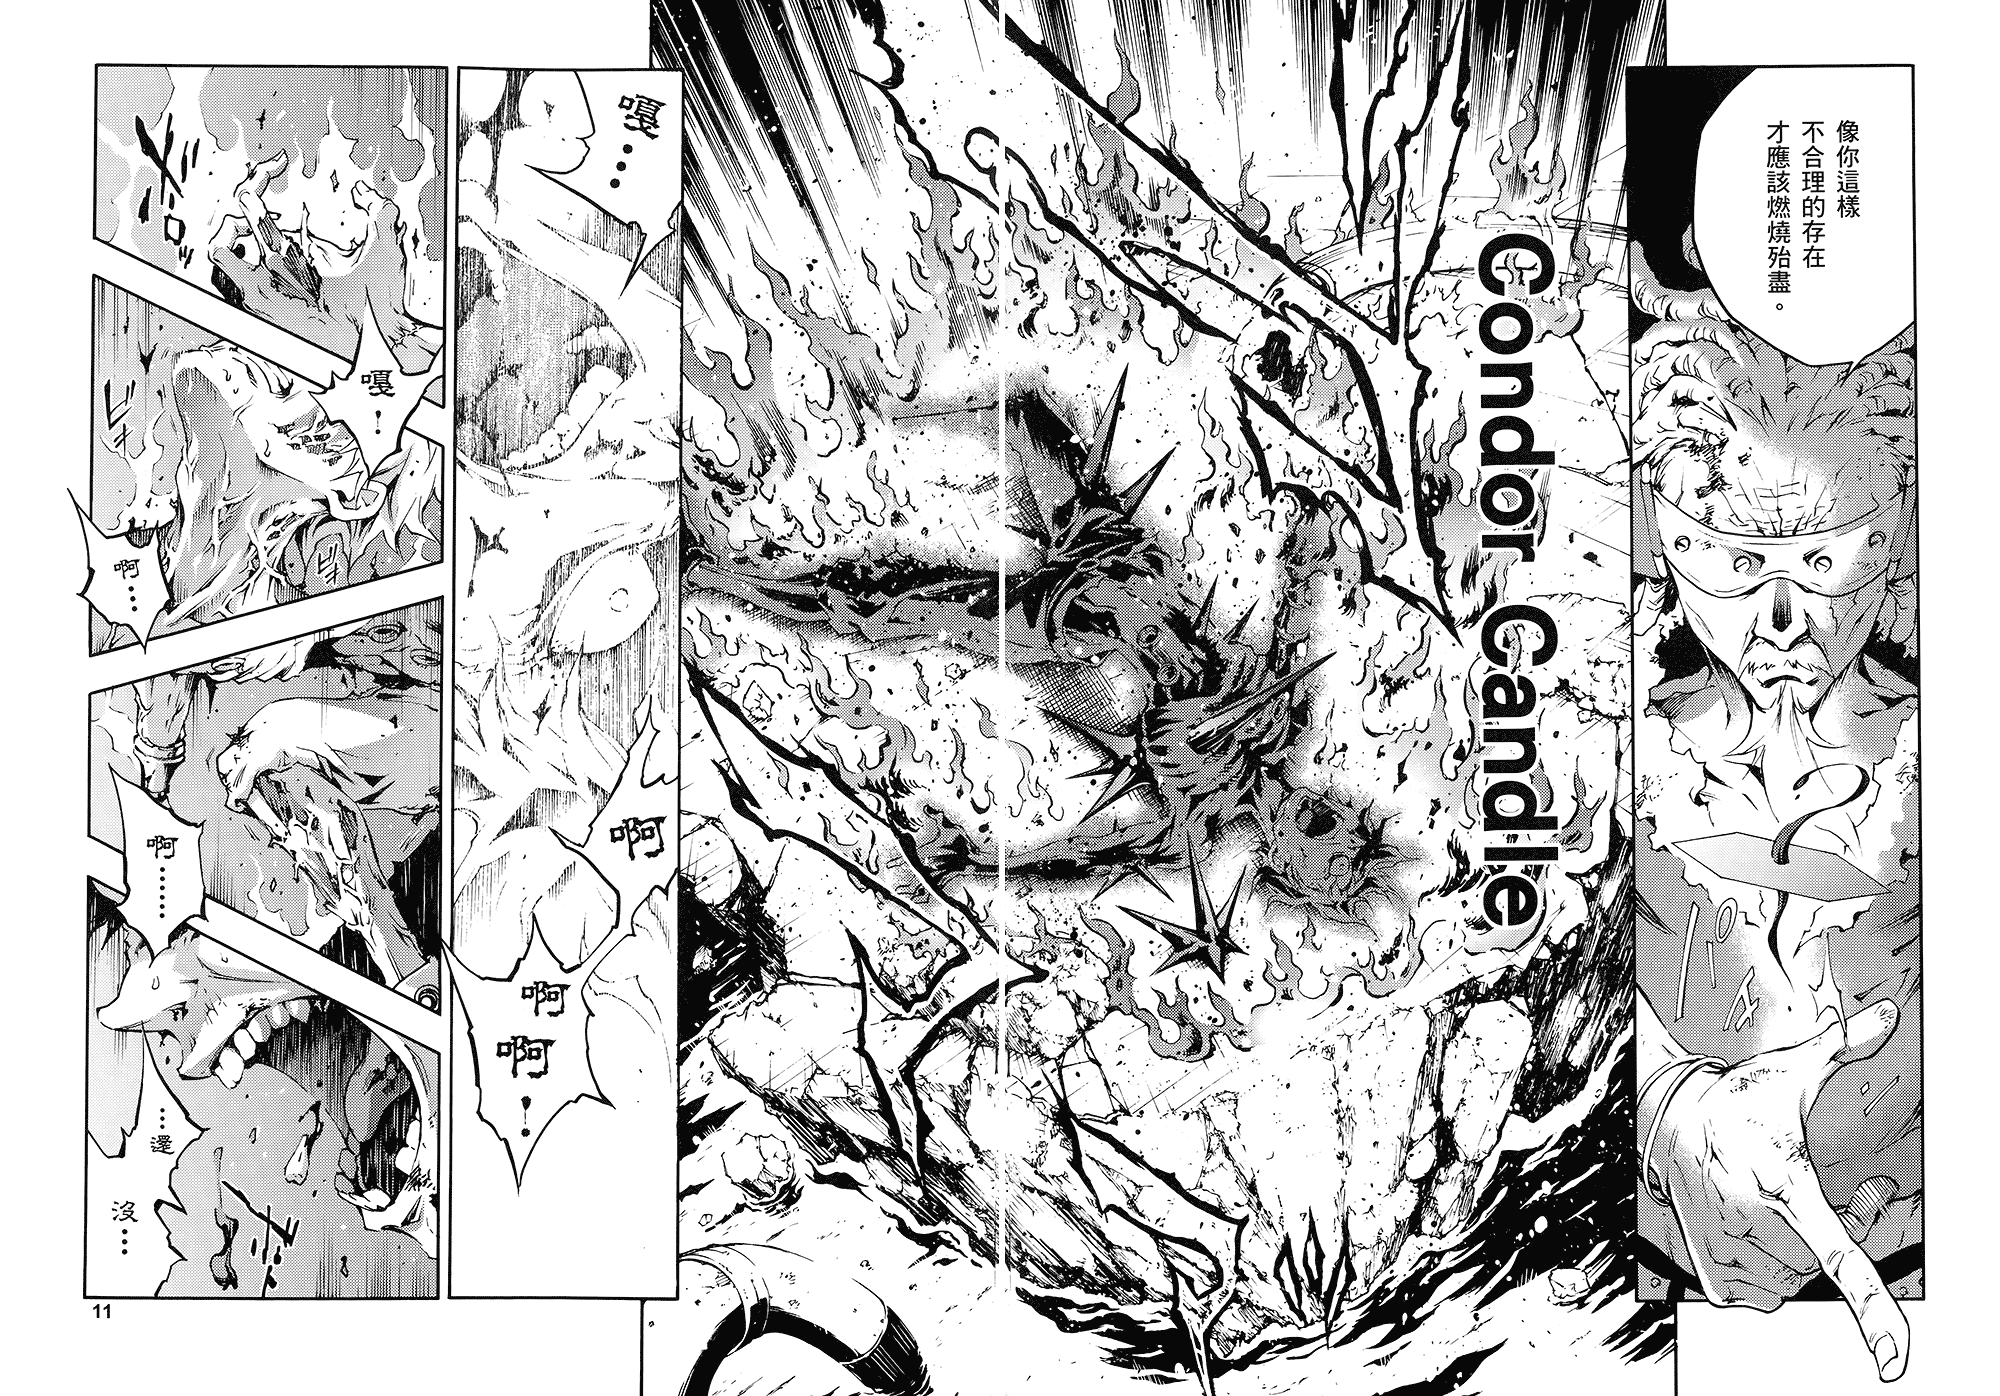 像你這樣
不合理的存在
才應該燃燒殆盡。
Condor Candle
嘎…
啊
啊
啊…！
嘎…！
啊…
啊……
…還
沒…
11